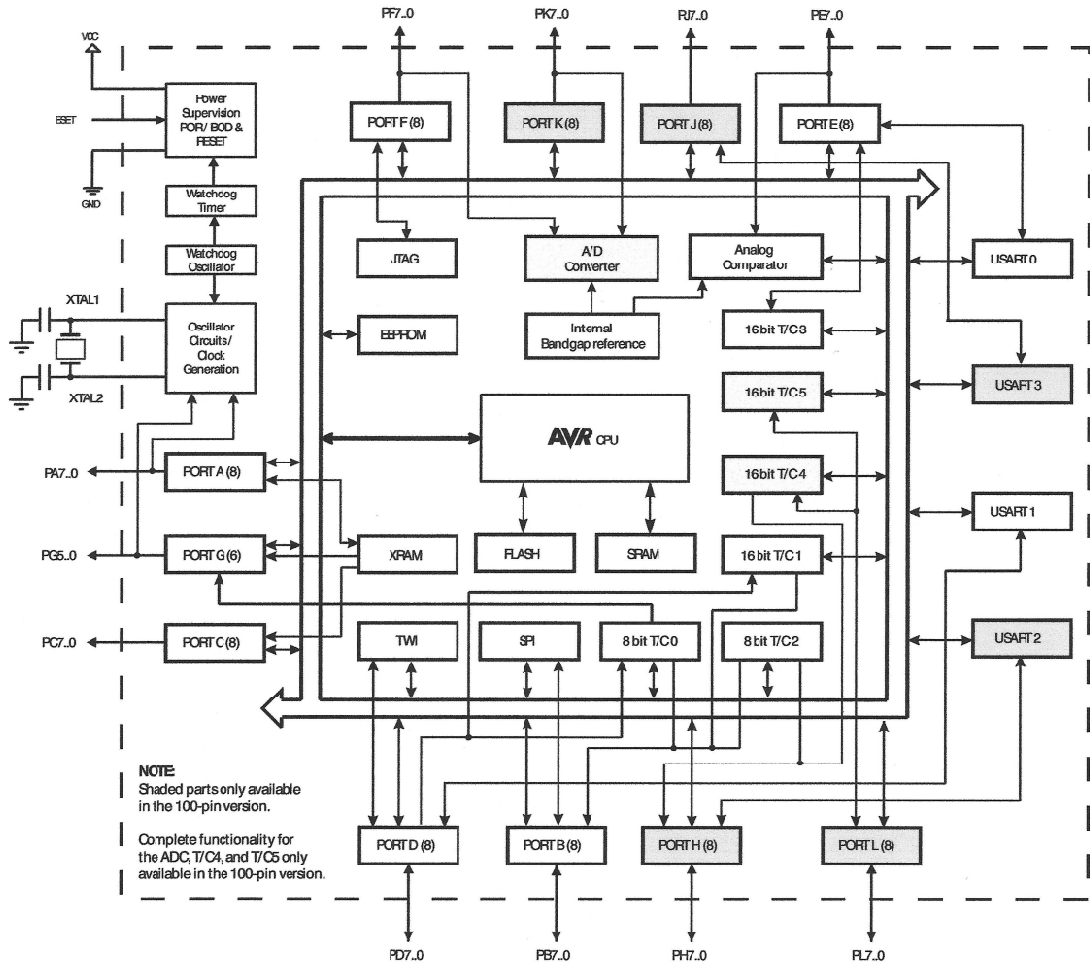 PF7..0
PK7..0
PJ7..0
PE7..0
VCC
Power
Supervision
POR / BOD &
RESET
ESET
GND
PORT F (8)
PORT K (8)
PORT J (8)
PORT E (8)
Watchdog
Timer
Watchdog
Oscillator
JTAG
A/D
Converter
Analog
Comparator
USART 0
XTAL1
Oscillator
Circuits /
Clock
Generation
XTAL2
EEPROM
Internal
Bandgap reference
16bit T/C3
16bit T/C5
USART 3
AVR CPU
PA7..0
PORT A (8)
16bit T/C4
USART 1
PG5..0
PORT G (6)
XRAM
FLASH
SRAM
16bit T/C1
PC7..0
PORT C (8)
TWI
SPI
8bit T/C0
8bit T/C2
USART 2
NOTE:
Shaded parts only available
in the 100-pin version.
Complete functionality for
the ADC, T/C4, and T/C5 only
available in the 100-pin version.
PORT D (8)
PORT B (8)
PORT H (8)
PORT L (8)
PD7..0
PB7..0
PH7..0
PL7..0